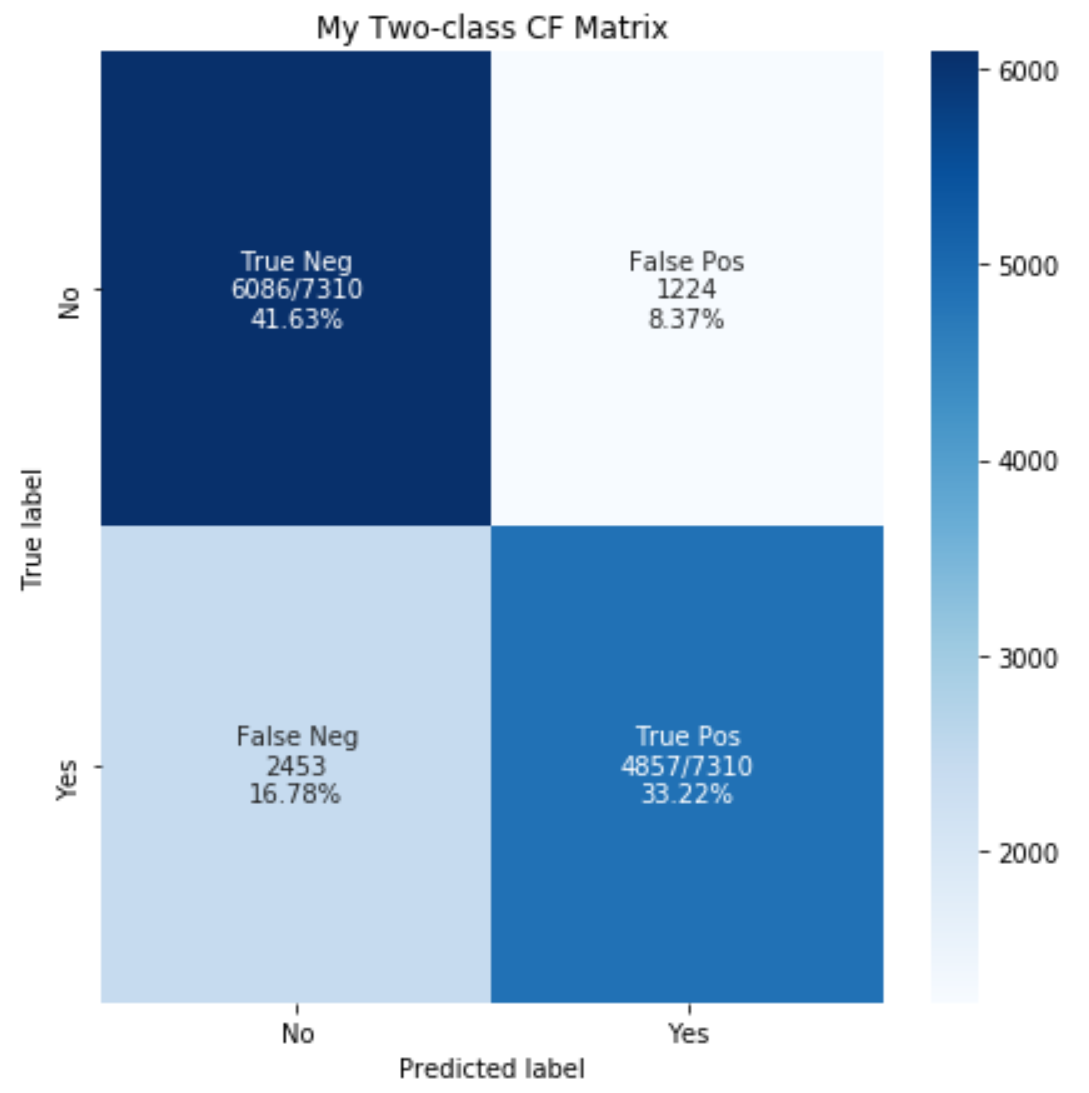 My Two-class CF Matrix
True Neg
6086/7310
41.63%
False Pos
1224
8.37%
False Neg
2453
16.78%
True Pos
4857/7310
33.22%
True label
No
Yes
No
Yes
Predicted label
6000
5000
4000
3000
2000